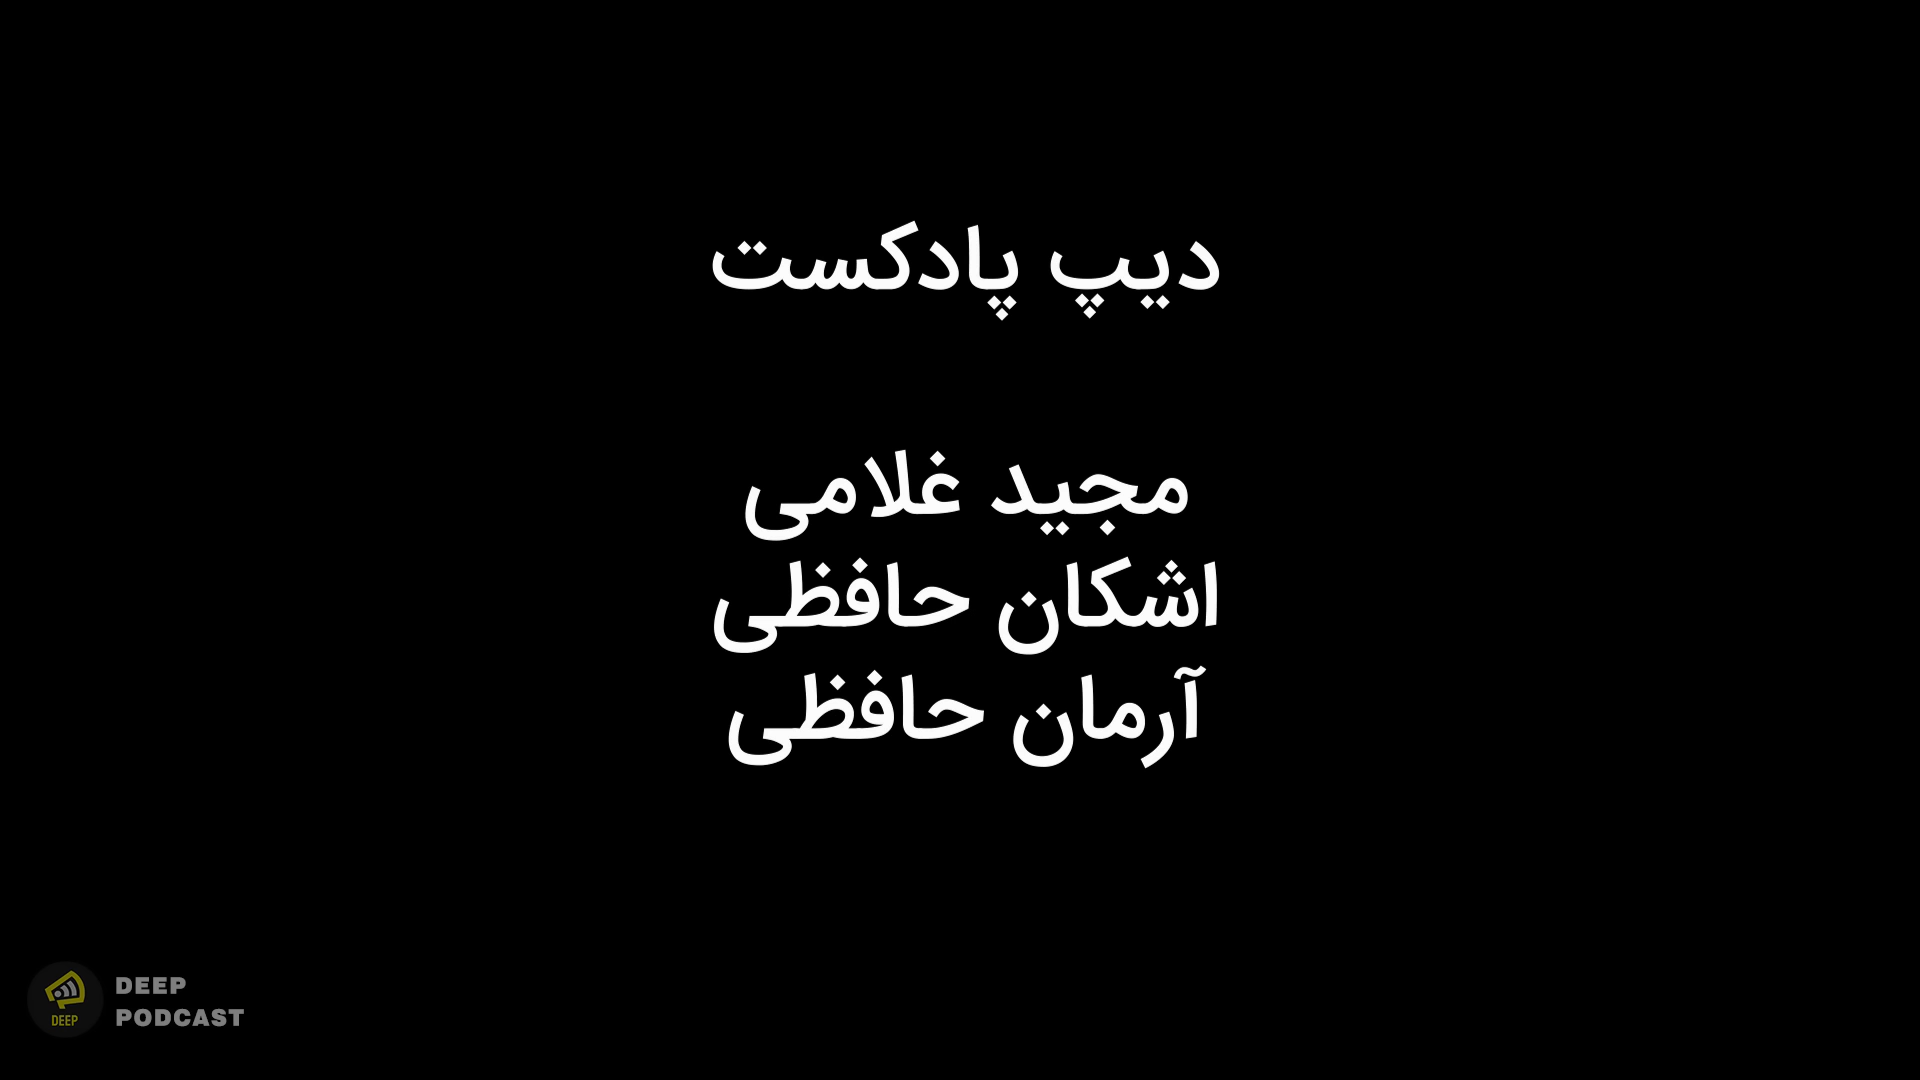 دیپ پادکست
مجید غلامی
اشکان حافظی
آرمان حافظی
DEEP
DEEP
PODCAST